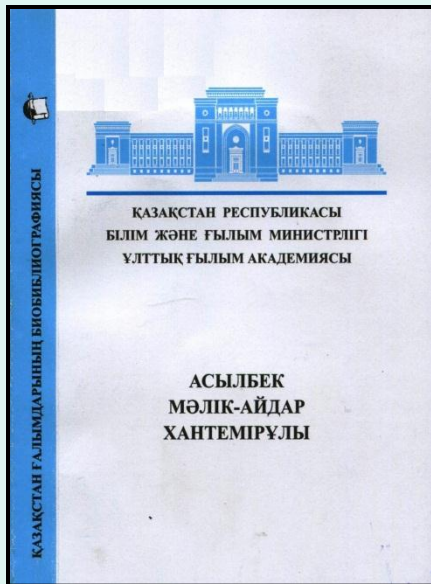 ҚАЗАҚСТАН РЕСПУБЛИКАСЫ
БІЛІМ ЖӘНЕ ҒЫЛЫМ МИНИСТРЛІГІ
ҰЛТТЫҚ ҒЫЛЫМ АКАДЕМИЯСЫ
АСЫЛБЕК
МӘЛІК-АЙДАР
ХАНТЕМІРҰЛЫ
ҚАЗАҚСТАН ҒАЛЫМДАРЫНЫҢ БИОБИБЛИОГРАФИЯСЫ